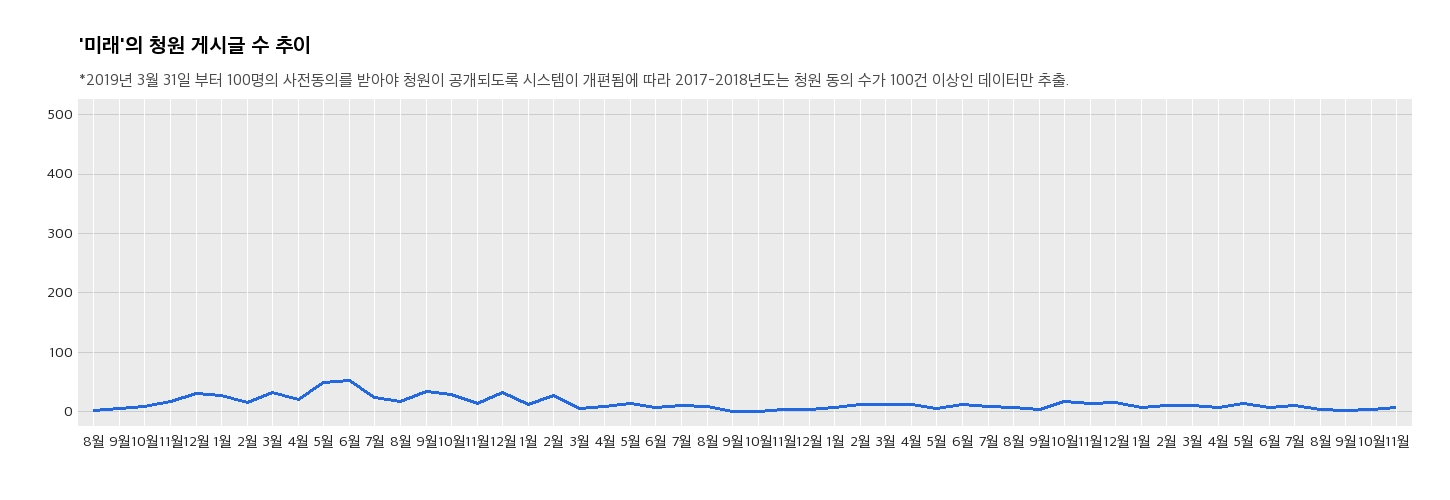 '미래'의 청원 게시글 수 추이
*2019년 3월 31일 부터 100명의 사전동의를 받아야 청원이 공개되도록 시스템이 개편됨에 따라 2017-2018년도는 청원 동의 수가 100건 이상인 데이터만 추출.
500
400
300
200
100
0
8월 9월 10월 11월 12월 1월 2월 3월 4월 5월 6월 7월 8월 9월 10월 11월 12월 1월 2월 3월 4월 5월 6월 7월 8월 9월 10월 11월 12월 1월 2월 3월 4월 5월 6월 7월 8월 9월 10월 11월 12월 1월 2월 3월 4월 5월 6월 7월 8월 9월 10월 11월